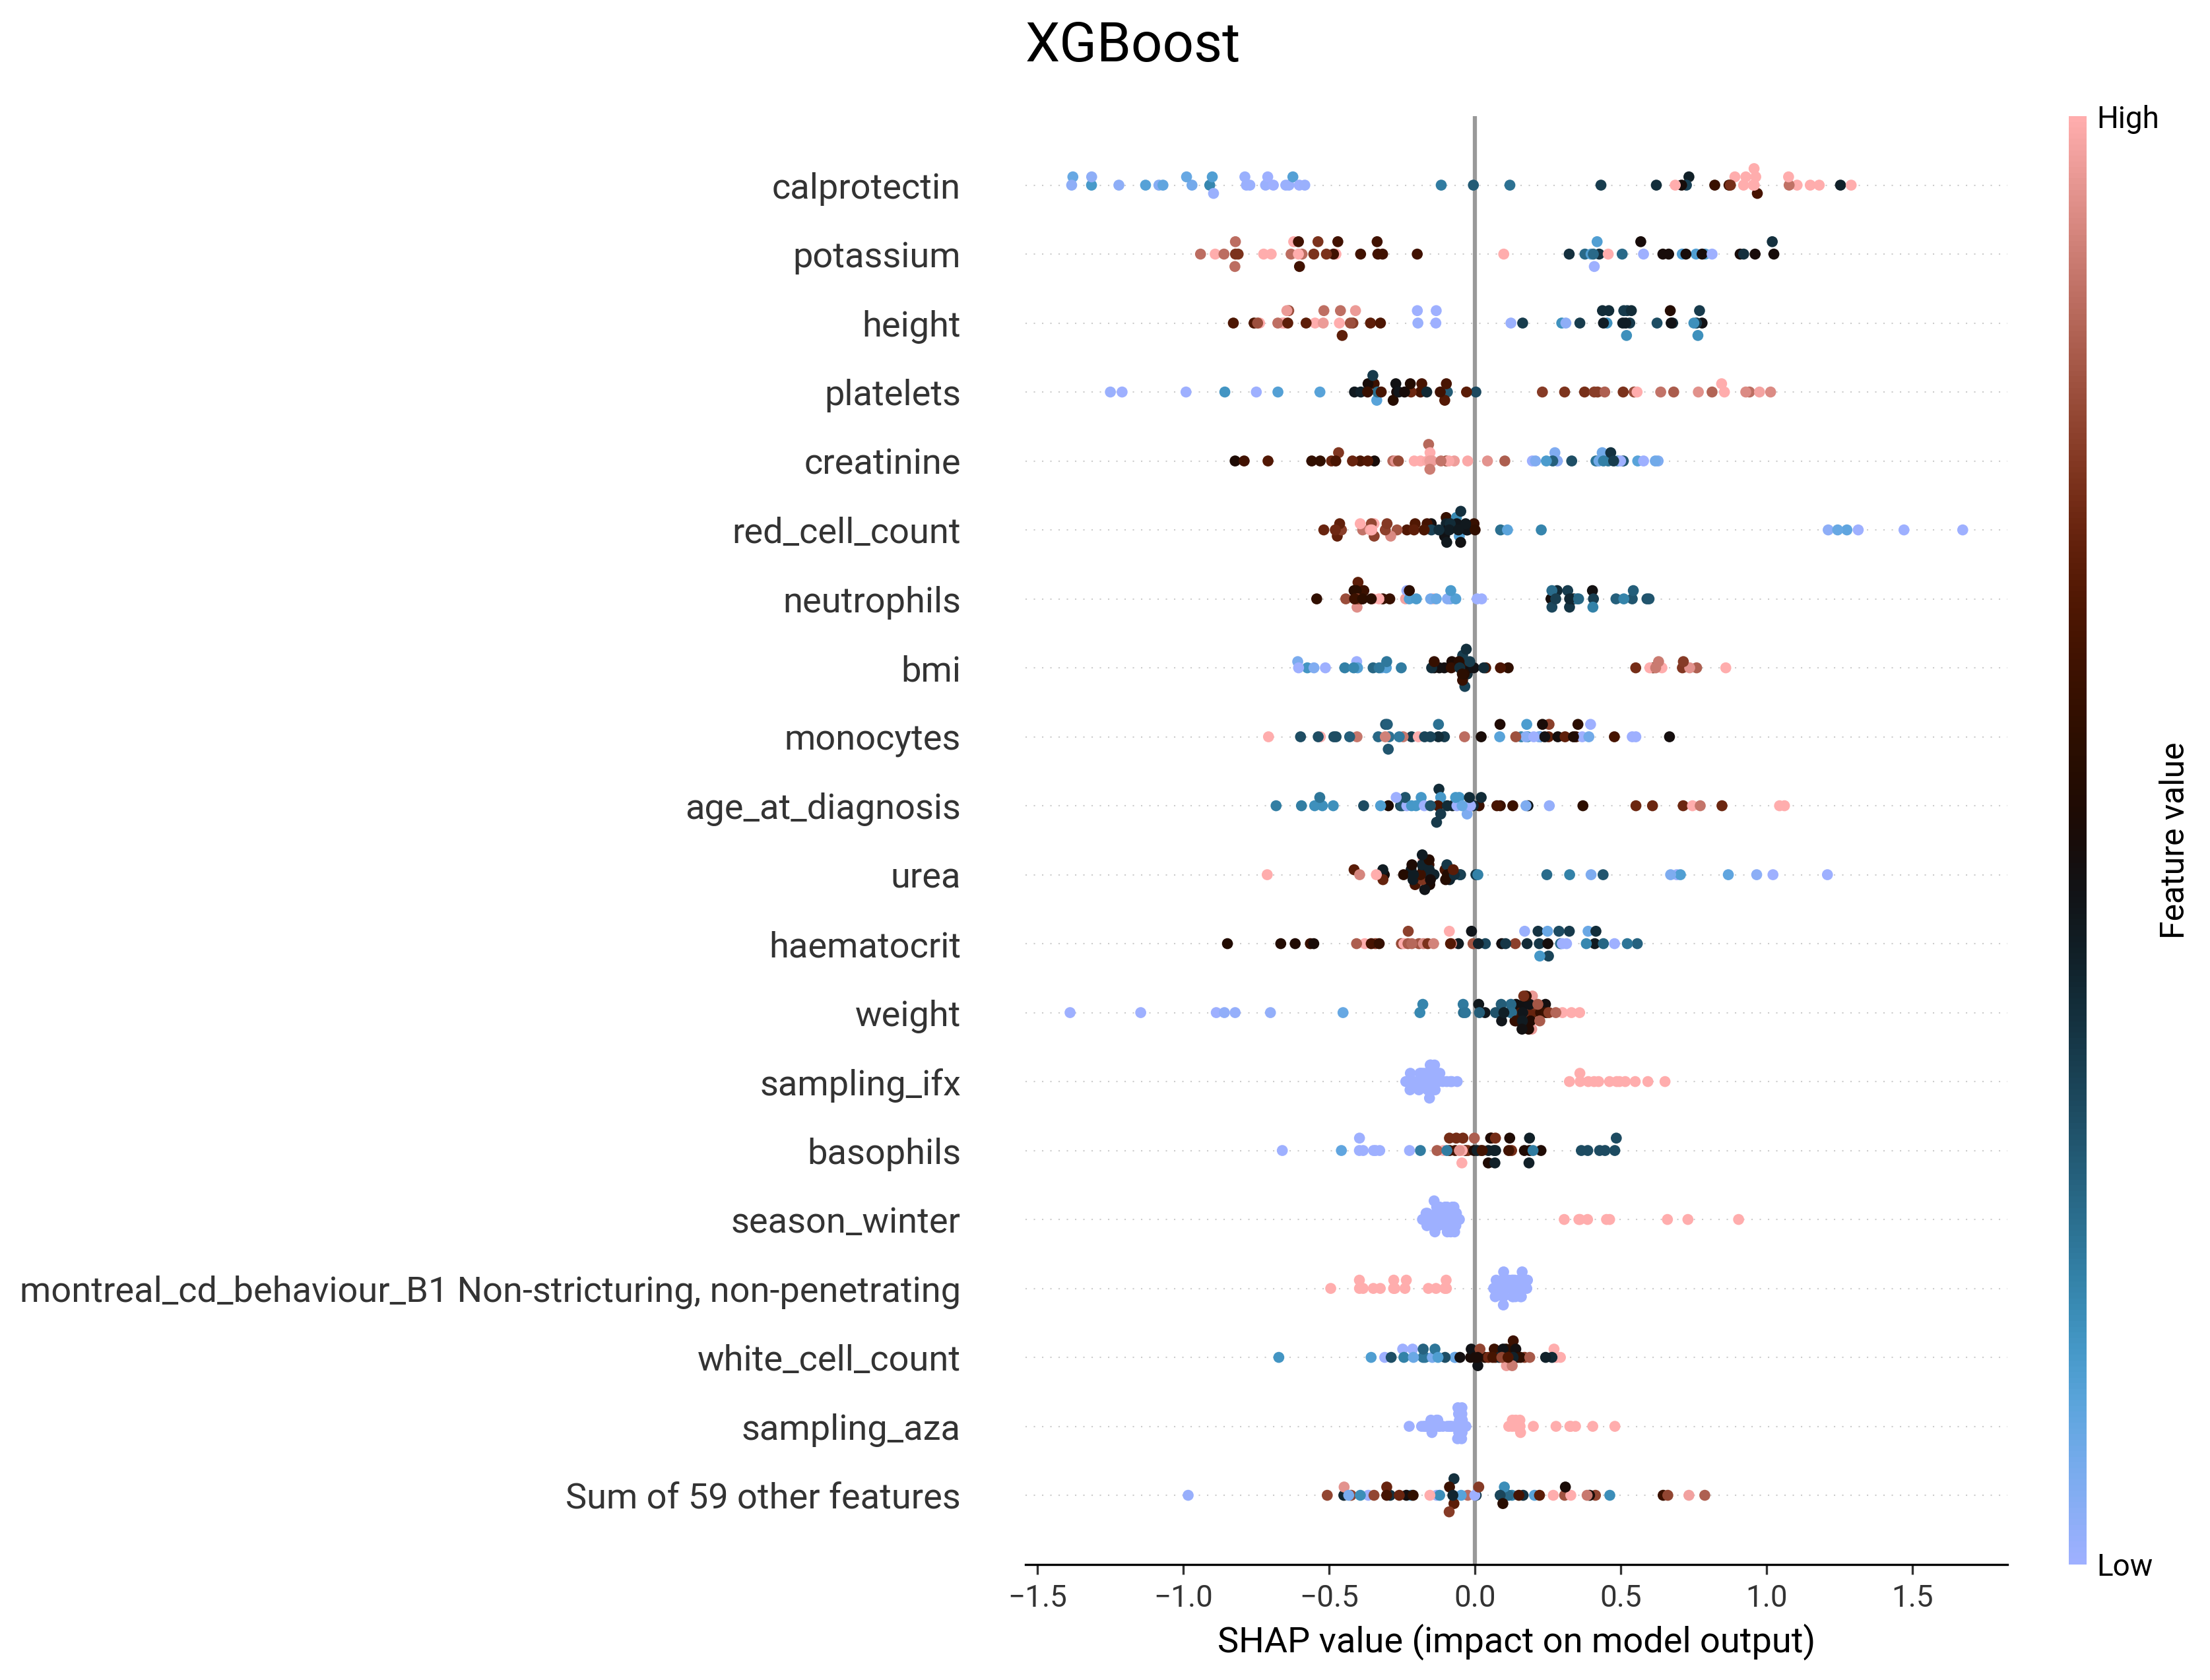 XGBoost
High
calprotectin
potassium
height
platelets
creatinine
red_cell_count
neutrophils
bmi
monocytes
age_at_diagnosis
urea
haematocrit
weight
sampling_ifx
basophils
season_winter
montreal_cd_behaviour_B1 Non-stricturing, non-penetrating
white_cell_count
sampling_aza
Sum of 59 other features
Feature value
Low
−1.5 −1.0 −0.5 0.0 0.5 1.0 1.5
SHAP value (impact on model output)